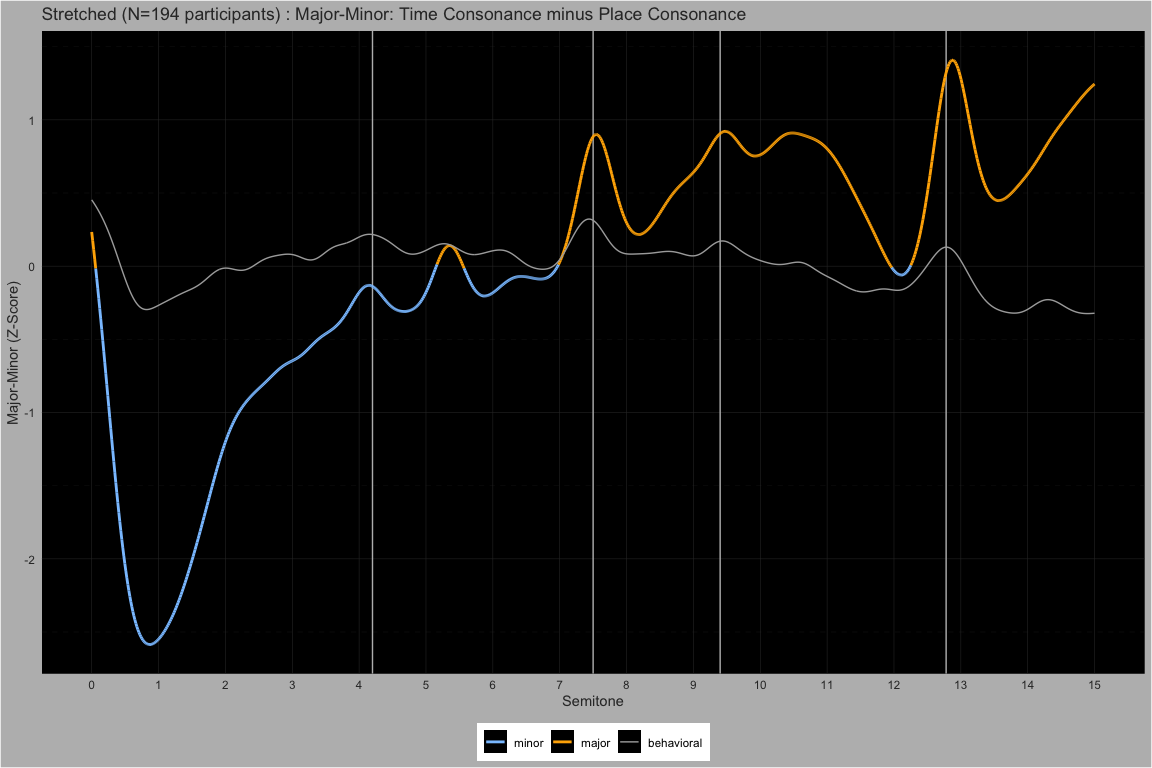 Stretched (N=194 participants) : Major-Minor: Time Consonance minus Place Consonance
Major-Minor (Z-Score)
1
0
-1
-2
0 1 2 3 4 5 6 7 8 9 10 11 12 13 14 15
Semitone
minor major behavioral